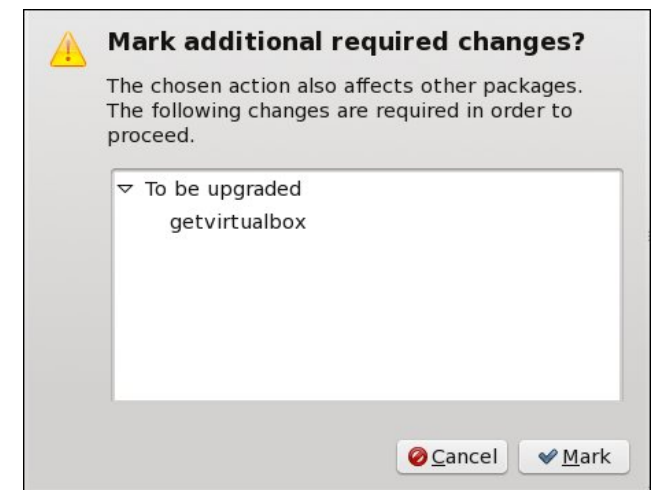 Mark additional required changes?
The chosen action also affects other packages.
The following changes are required in order to
proceed.
To be upgraded
getvirtualbox
Cancel
Mark